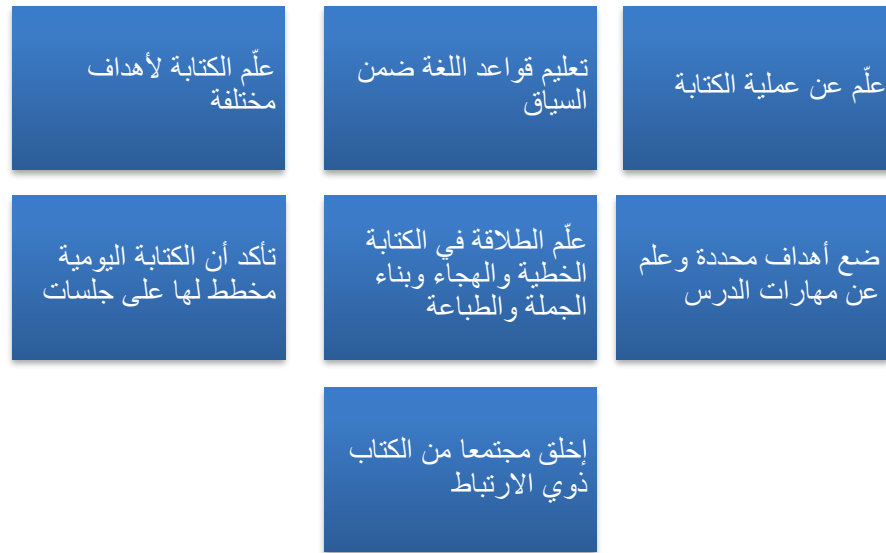 علّم عن عملية الكتابة
تعليم قواعد اللغة ضمن
السياق
علّم الكتابة لأهداف
مختلفة
ضع أهداف محددة وعلم
عن مهارات الدرس
علّم الطلاقة في الكتابة
الخطية والهجاء وبناء
الجملة والطباعة
تأكد أن الكتابة اليومية
مخطط لها على جلسات
إخلق مجتمعا من الكتاب
ذوي الارتباط